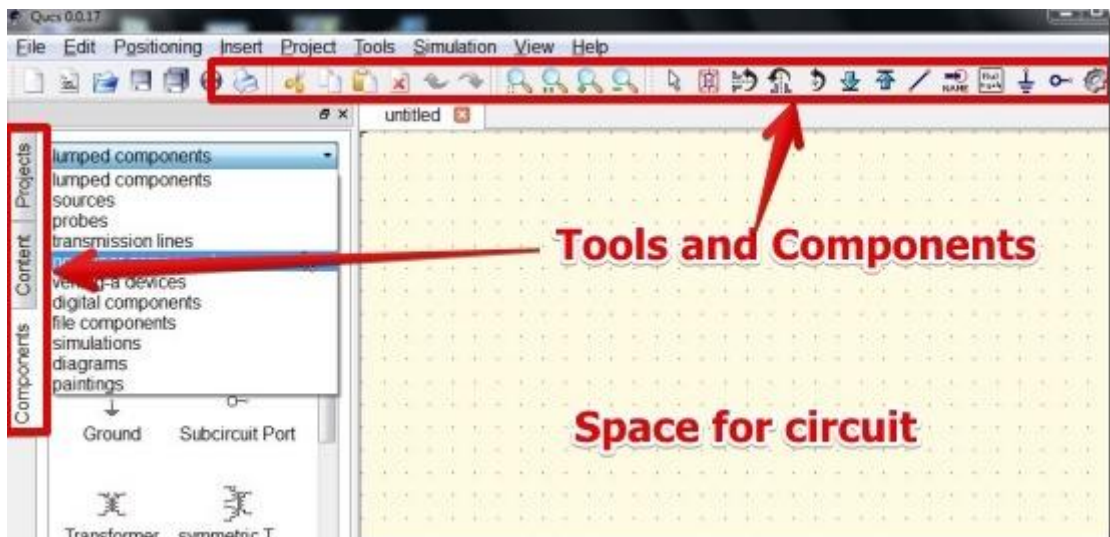 Qucs 0.0.17
File Edit Positioning Insert Project Tools Simulation View Help
NAME
untitled
Projects
Content
Components
lumped components
lumped components
sources
probes
transmission lines
devices
digital components
file components
simulations
diagrams
paintings
Ground Subcircuit Port
Transformer symmetric T
Tools and Components
Space for circuit